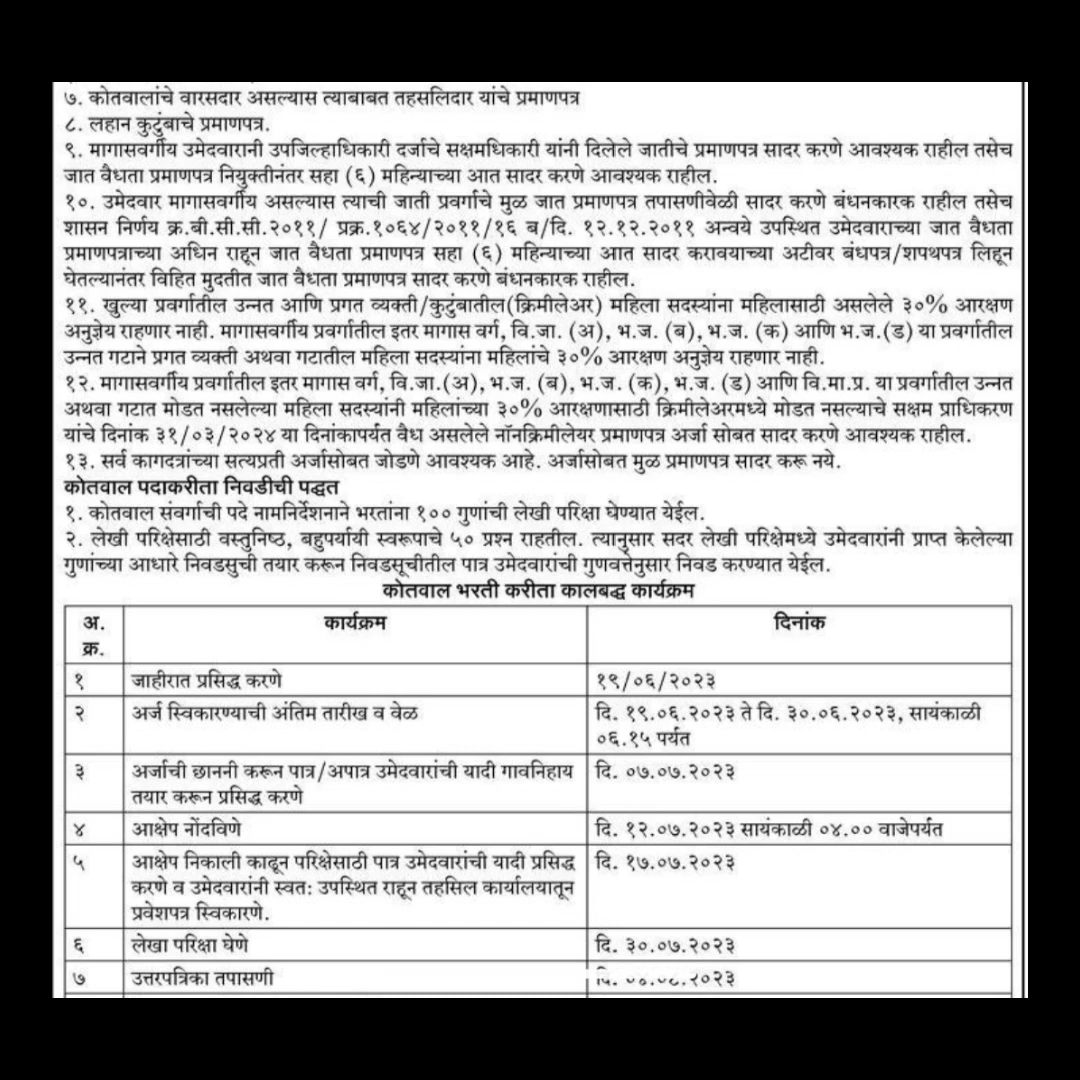 ७. कोतवालांचे वारसदार असल्यास त्याबाबत तहसलिदार यांचे प्रमाणपत्र
८. लहान कुटुंबाचे प्रमाणपत्र.
९. मागासवर्गीय उमेदवारानी उपजिल्हाधिकारी दर्जाचे सक्षमधिकारी यांनी दिलेले जातीचे प्रमाणपत्र सादर करणे आवश्यक राहील तसेच
जात वैधता प्रमाणपत्र नियुक्तीनंतर सहा (६) महिन्याच्या आत सादर करणे आवश्यक राहील.
१०. उमेदवार मागासवर्गीय असल्यास त्याची जाती प्रवर्गाचे मुळ जात प्रमाणपत्र तपासणीवेळी सादर करणे बंधनकारक राहील तसेच
शासन निर्णय क्र.बी.सी.सी.२०११/ प्रक्र.१०६४/२०११/१६ ब/दि. १२.१२.२०११ अन्वये उपस्थित उमेदवाराच्या जात वैधता
प्रमाणपत्राच्या अधिन राहून जात वैधता प्रमाणपत्र सहा (६) महिन्याच्या आत सादर करावयाच्या अटीवर बंधपत्र/शपथपत्र लिहून
घेतल्यानंतर विहित मुदतीत जात वैधता प्रमाणपत्र सादर करणे बंधनकारक राहील.
११. खुल्या प्रवर्गातील उन्नत आणि प्रगत व्यक्ती/कुटुंबातील(क्रिमीलेअर) महिला सदस्यांना महिलासाठी असलेले ३०% आरक्षण
अनुज्ञेय राहणार नाही. मागासवर्गीय प्रवर्गातील इतर मागास वर्ग, वि.जा. (अ), भ.ज. (ब), भ.ज. (क) आणि भ.ज.(ड) या प्रवर्गातील
उन्नत गटाने प्रगत व्यक्ती अथवा गटातील महिला सदस्यांना महिलांचे ३०% आरक्षण अनुज्ञेय राहणार नाही.
१२. मागासवर्गीय प्रवर्गातील इतर मागास वर्ग, वि.जा.(अ), भ.ज. (ब), भ.ज. (क), भ.ज. (ड) आणि वि.मा.प्र. या प्रवर्गातील उन्नत
अथवा गटात मोडत नसलेल्या महिला सदस्यांनी महिलांच्या ३०% आरक्षणासाठी क्रिमीलेअरमध्ये मोडत नसल्याचे सक्षम प्राधिकरण
यांचे दिनांक ३१/०३/२०२४ या दिनांकापर्यत वैध असलेले नॉनक्रिमीलेयर प्रमाणपत्र अर्जा सोबत सादर करणे आवश्यक राहील.
१३. सर्व कागदत्रांच्या सत्यप्रती अर्जासोबत जोडणे आवश्यक आहे. अर्जासोबत मुळ प्रमाणपत्र सादर करू नये.
कोतवाल पदाकरीता निवडीची पद्धत
१. कोतवाल संवर्गाची पदे नामनिर्देशनाने भरतांना १०० गुणांची लेखी परिक्षा घेण्यात येईल.
२. लेखी परिक्षेसाठी वस्तुनिष्ठ, बहुपर्यायी स्वरूपाचे ५० प्रश्न राहतील. त्यानुसार सदर लेखी परिक्षेमध्ये उमेदवारांनी प्राप्त केलेल्या
गुणांच्या आधारे निवडसुची तयार करून निवडसूचीतील पात्र उमेदवारांची गुणवत्तेनुसार निवड करण्यात येईल.
कोतवाल भरती करीता कालबद्ध कार्यक्रम
अ. क्र. कार्यक्रम दिनांक
१ जाहीरात प्रसिद्ध करणे १९/०६/२०२३
२ अर्ज स्विकारण्याची अंतिम तारीख व वेळ दि. १९.०६.२०२३ ते दि. ३०.०६.२०२३, सायंकाळी
०६.१५ पर्यत
३ अर्जाची छाननी करून पात्र/अपात्र उमेदवारांची यादी गावनिहाय दि. ०७.०७.२०२३
तयार करून प्रसिद्ध करणे
४ आक्षेप नोंदविणे दि. १२.०७.२०२३ सायंकाळी ०४.०० वाजेपर्यत
५ आक्षेप निकाली काढून परिक्षेसाठी पात्र उमेदवारांची यादी प्रसिद्ध दि. १७.०७.२०२३
करणे व उमेदवारांनी स्वत: उपस्थित राहून तहसिल कार्यालयातून
प्रवेशपत्र स्विकारणे.
६ लेखा परिक्षा घेणे दि. ३०.०७.२०२३
७ उत्तरपत्रिका तपासणी